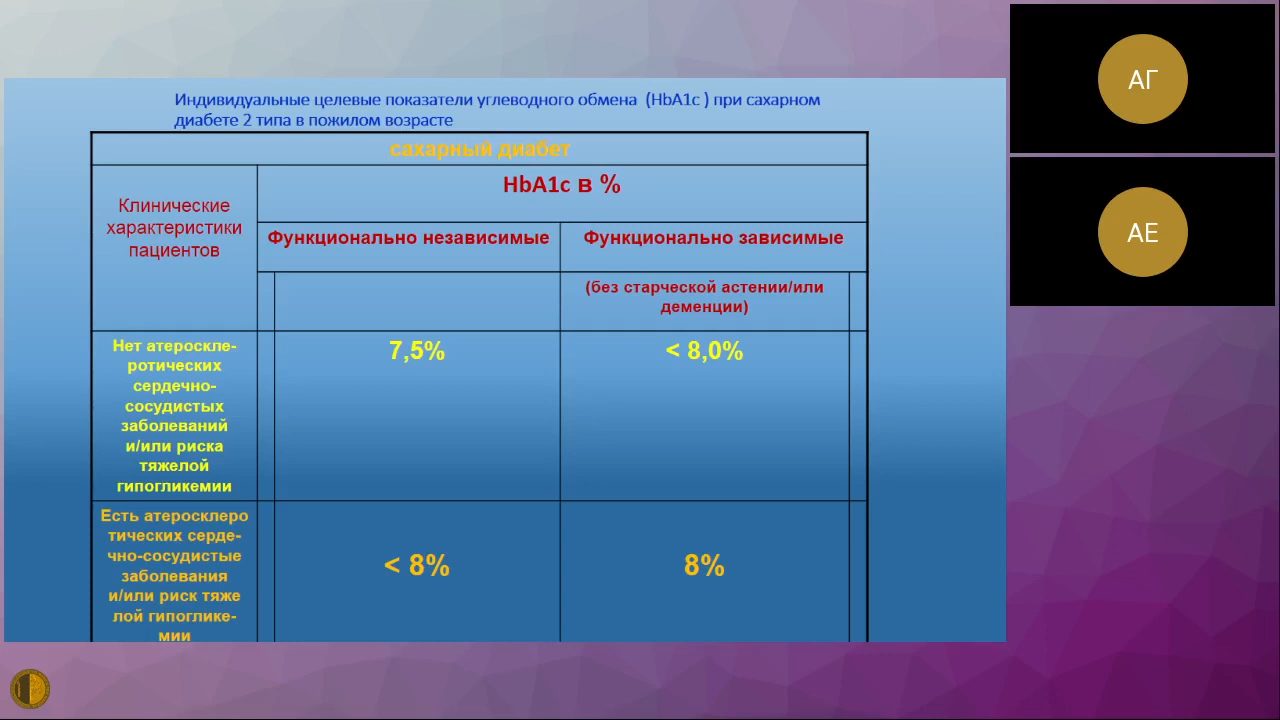 Индивидуальные целевые показатели углеводного обмена (HbA1c ) при сахарном
диабете 2 типа в пожилом возрасте
сахарный диабет
Клинические
характеристики
пациентов
HbA1c в %
Функционально независимые
Функционально зависимые
(без старческой астении/или
деменции)
Нет атероскле-
ротических
сердечно-
сосудистых
заболеваний
и/или риска
тяжелой
гипогликемии
7,5%
< 8,0%
Есть атеросклеро
тических серде-
чно-сосудистые
заболевания
и/или риск тяже
лой гипоглике-
мии
< 8%
8%
АГ
АЕ